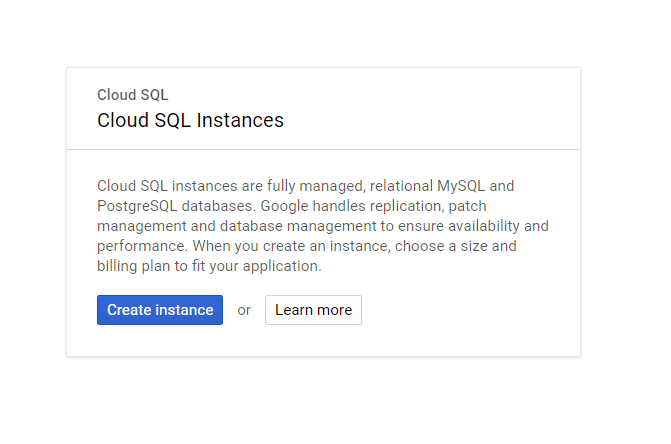 Cloud SQL
Cloud SQL Instances
Cloud SQL instances are fully managed, relational MySQL and
PostgreSQL databases. Google handles replication, patch
management and database management to ensure availability and
performance. When you create an instance, choose a size and
billing plan to fit your application.
Create instance or Learn more